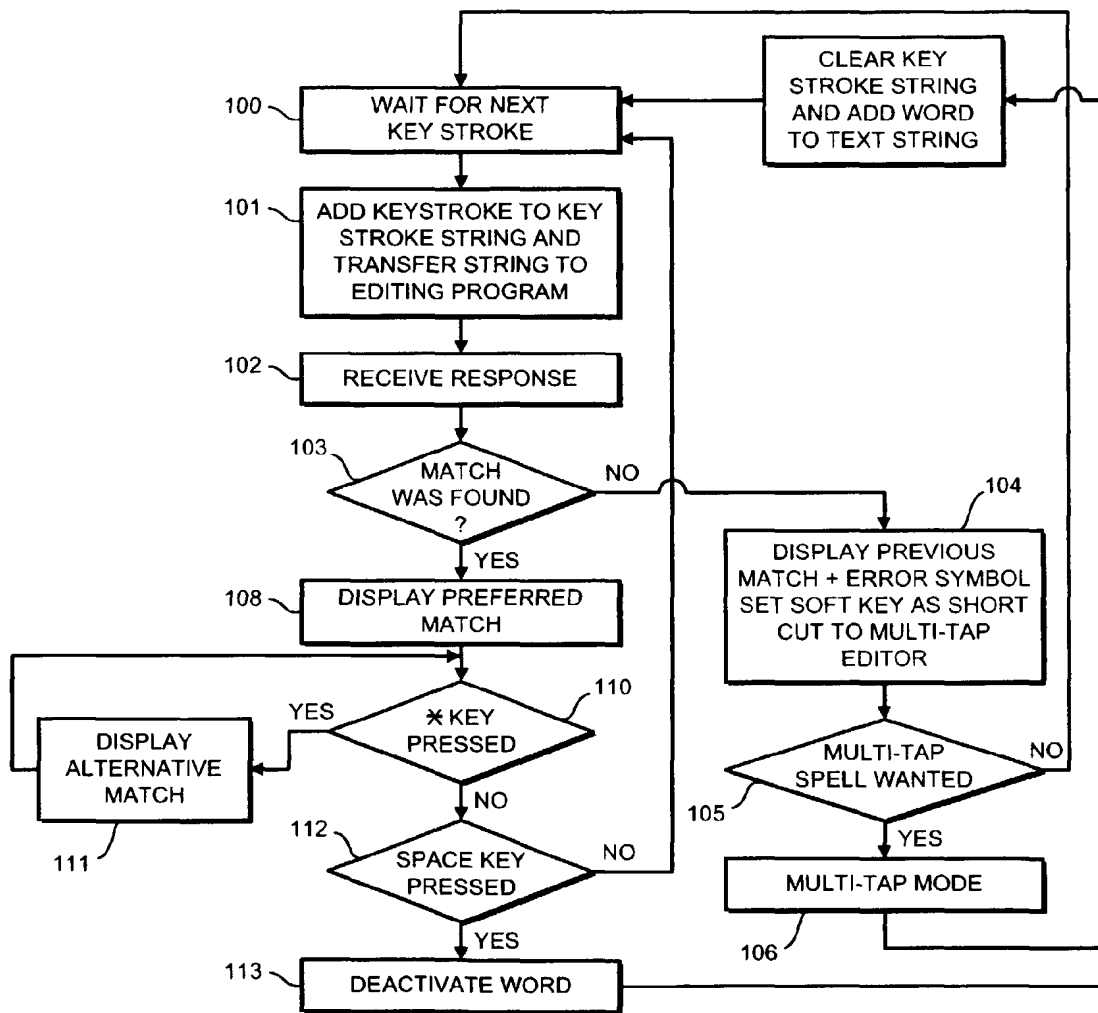 CLEAR KEY
STROKE STRING
AND ADD WORD
TO TEXT STRING
100
WAIT FOR NEXT
KEY STROKE
101
ADD KEYSTROKE TO KEY
STROKE STRING AND
TRANSFER STRING TO
EDITING PROGRAM
102
RECEIVE RESPONSE
103
MATCH
WAS FOUND
?
NO
YES
104
DISPLAY PREVIOUS
MATCH + ERROR SYMBOL
SET SOFT KEY AS SHORT
CUT TO MULTI-TAP
EDITOR
108
DISPLAY PREFERRED
MATCH
110
* KEY
PRESSED
YES
NO
DISPLAY
ALTERNATIVE
MATCH
111
105
MULTI-TAP
SPELL WANTED
NO
YES
112
SPACE KEY
PRESSED
NO
YES
MULTI-TAP MODE
106
113
DEACTIVATE WORD